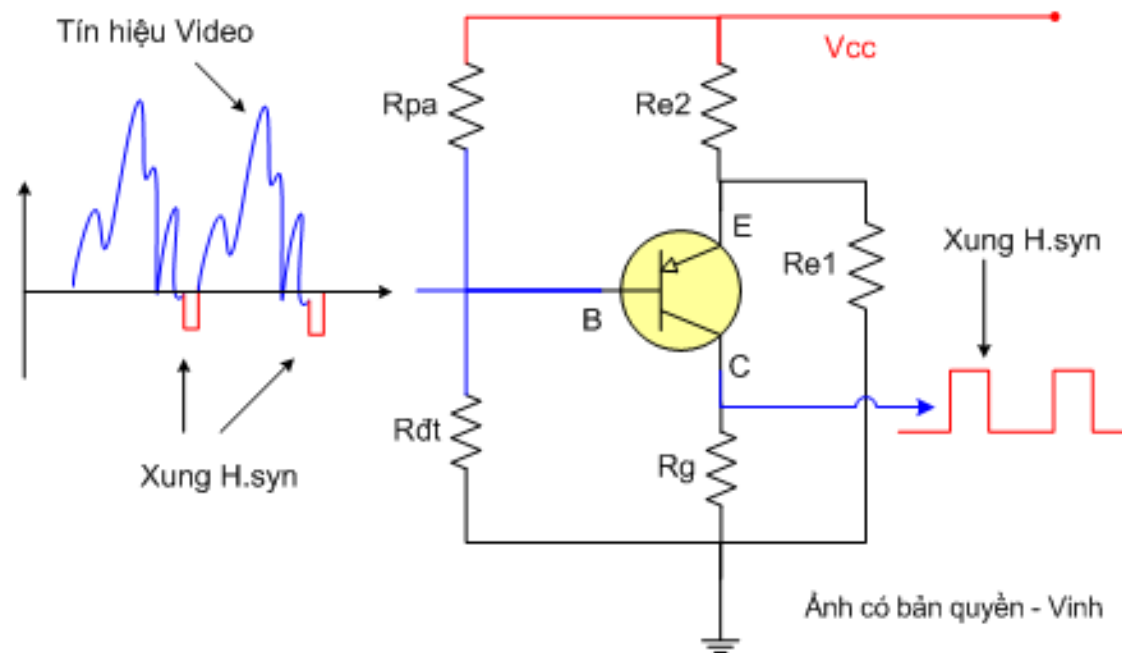 Tín hiệu Video
Vcc
Rpa
Re2
E
Re1
Xung H.syn
B
C
Rđt
Rg
Xung H.syn
Ảnh có bản quyền - Vinh